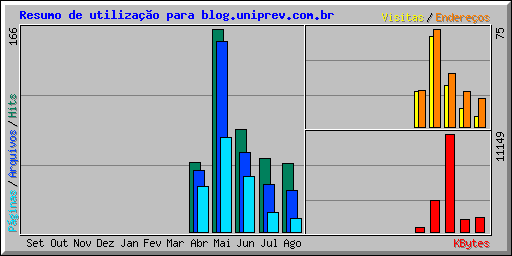 Resumo de utilização para blog.uniprev.com.br
Visitas / Endereços
166
75
Páginas / Arquivos / Hits
11149
Set Out Nov Dez Jan Fev Mar Abr Mai Jun Jul Ago
KBytes